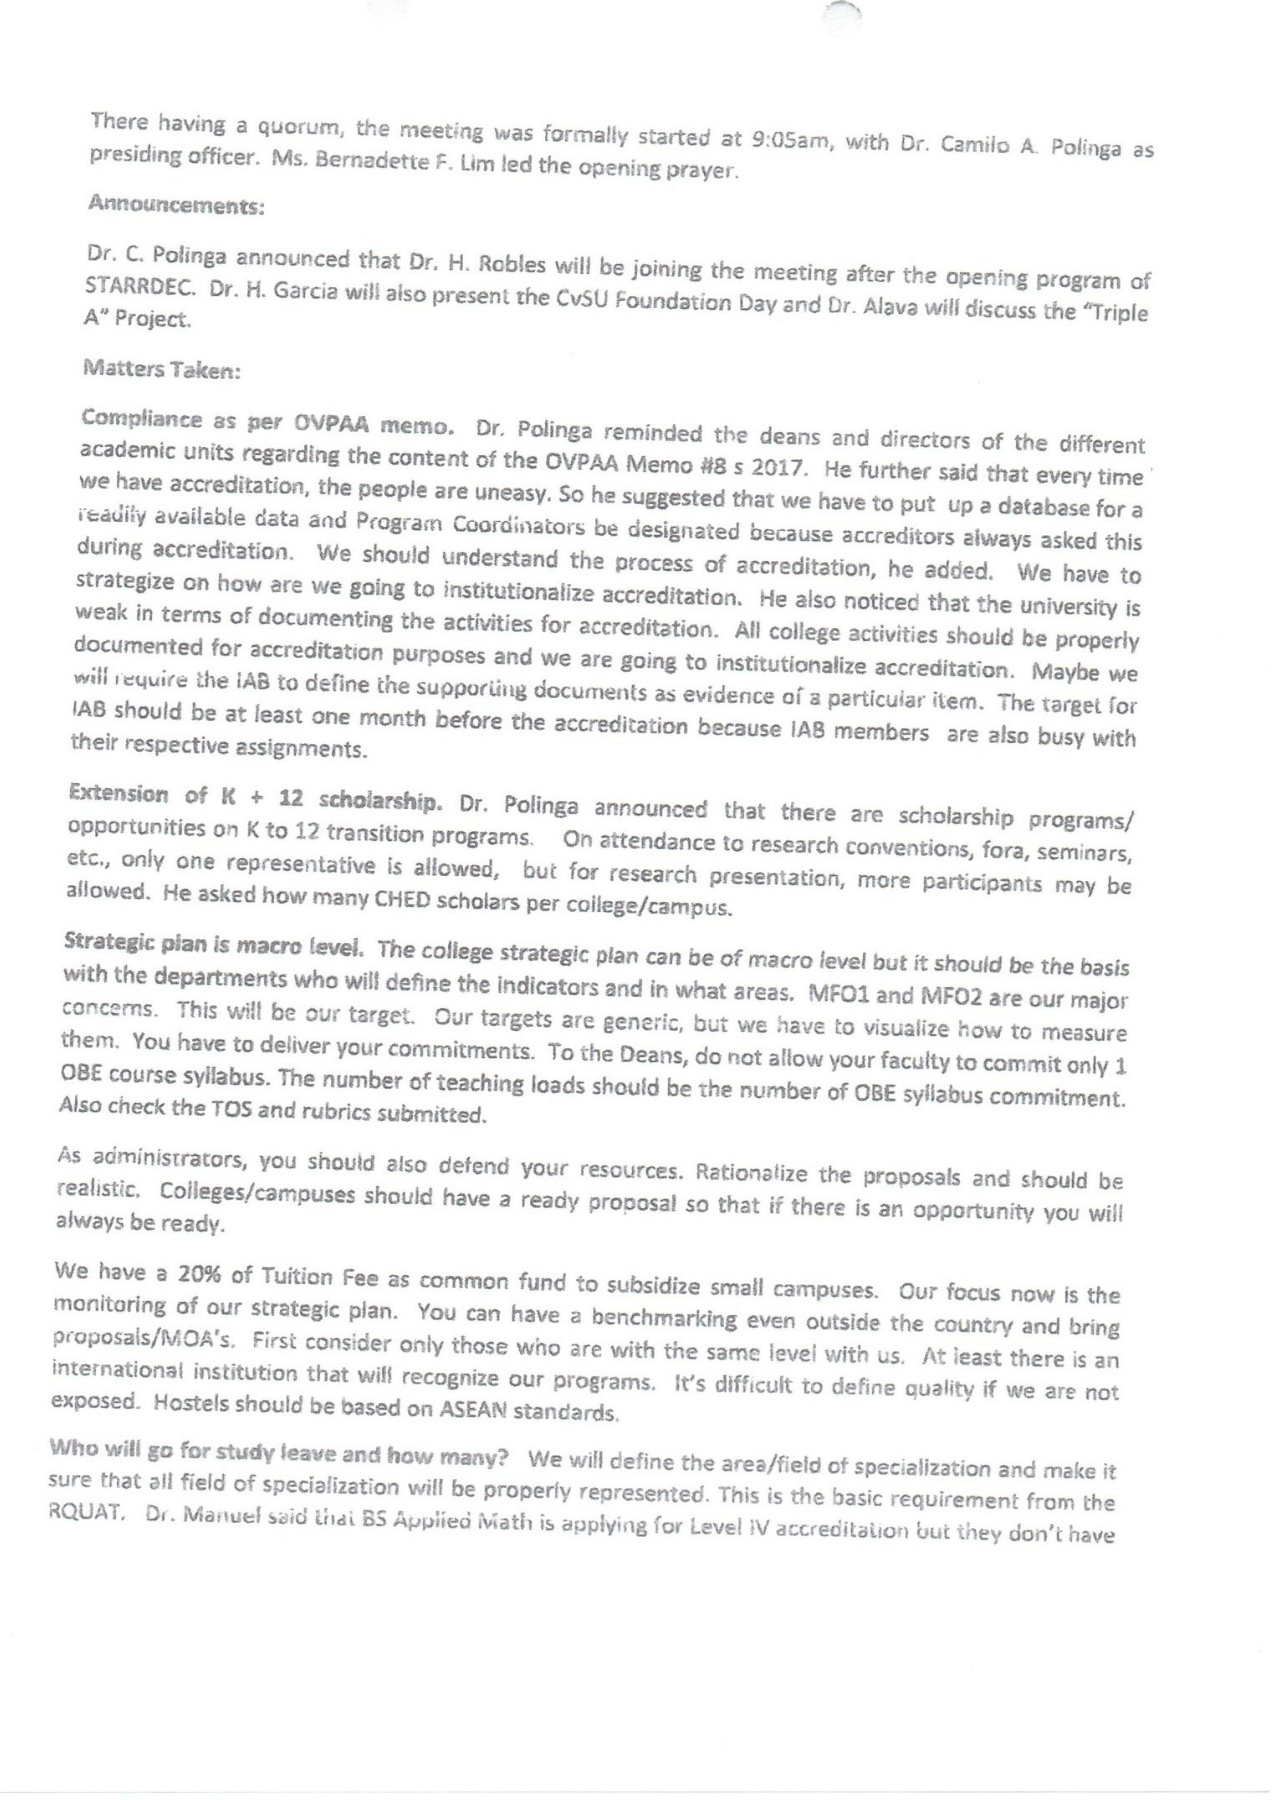 There having a quorum, the meeting was formally started at 9:05am, with Dr. Camilo A. Polinga as
presiding officer. Ms. Bernadette F. Lim led the opening prayer.
Announcements:
Dr. C. Polinga announced that Dr. H. Robles will be joining the meeting after the opening program of
STARRDEC. Dr. H. Garcia will also present the CvSU Foundation Day and Dr. Alava will discuss the "Triple
A" Project.
Matters Taken:
Compliance as per OVPAA memo. Dr. Polinga reminded the deans and directors of the different
academic units regarding the content of the OVPAA Memo #8 s 2017. He further said that every time
we have accreditation, the people are uneasy. So he suggested that we have to put up a database for a
readily available data and Program Coordinators be designated because accreditors always asked this
during accreditation. We should understand the process of accreditation, he added. We have to
strategize on how are we going to institutionalize accreditation. He also noticed that the university is
weak in terms of documenting the activities for accreditation. All college activities should be properly
documented for accreditation purposes and we are going to institutionalize accreditation. Maybe we
will require the IAB to define the supporting documents as evidence of a particular item. The target for
IAB should be at least one month before the accreditation because IAB members are also busy with
their respective assignments.
Extension of K + 12 scholarship. Dr. Polinga announced that there are scholarship programs/
opportunities on K to 12 transition programs. On attendance to research conventions, fora, seminars,
etc., only one representative is allowed, but for research presentation, more participants may be
allowed. He asked how many CHED scholars per college/campus.
Strategic plan is macro level. The college strategic plan can be of macro level but it should be the basis
with the departments who will define the indicators and in what areas. MFO1 and MFO2 are our major
concerns. This will be our target. Our targets are generic, but we have to visualize how to measure
them. You have to deliver your commitments. To the Deans, do not allow your faculty to commit only 1
OBE course syllabus. The number of teaching loads should be the number of OBE syllabus commitment.
Also check the TOS and rubrics submitted.
As administrators, you should also defend your resources. Rationalize the proposals and should be
realistic. Colleges/campuses should have a ready proposal so that if there is an opportunity you will
always be ready.
We have a 20% of Tuition Fee as common fund to subsidize small campuses. Our focus now is the
monitoring of our strategic plan. You can have a benchmarking even outside the country and bring
proposals/MOA's. First consider only those who are with the same level with us. At least there is an
international institution that will recognize our programs. It's difficult to define quality if we are not
exposed. Hostels should be based on ASEAN standards.
Who will go for study leave and how many? We will define the area/field of specialization and make it
sure that all field of specialization will be properly represented. This is the basic requirement from the
RQUAT. Dr. Manuel said that BS Applied Math is applying for Level IV accreditation but they don't have